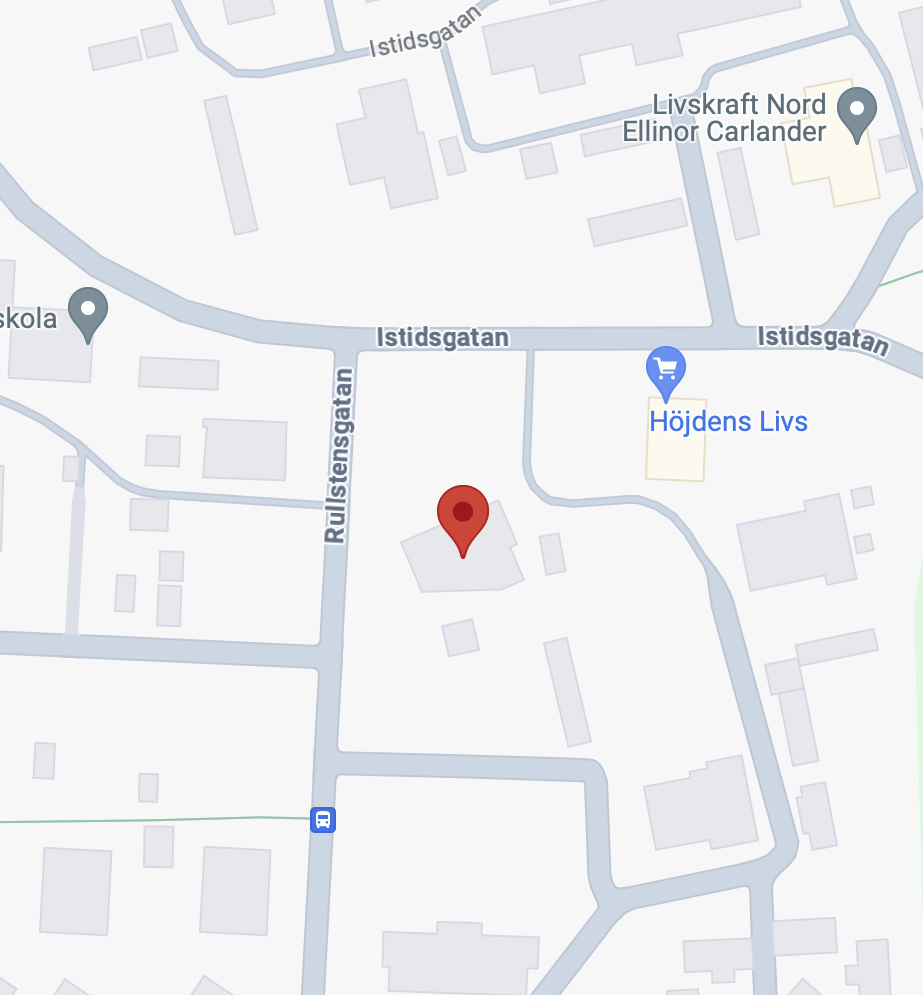 Istidsgatan
Livskraft Nord
Ellinor Carlander
skola
Istidsgatan
Istidsgatan
Höjdens Livs
Rullstensgatan